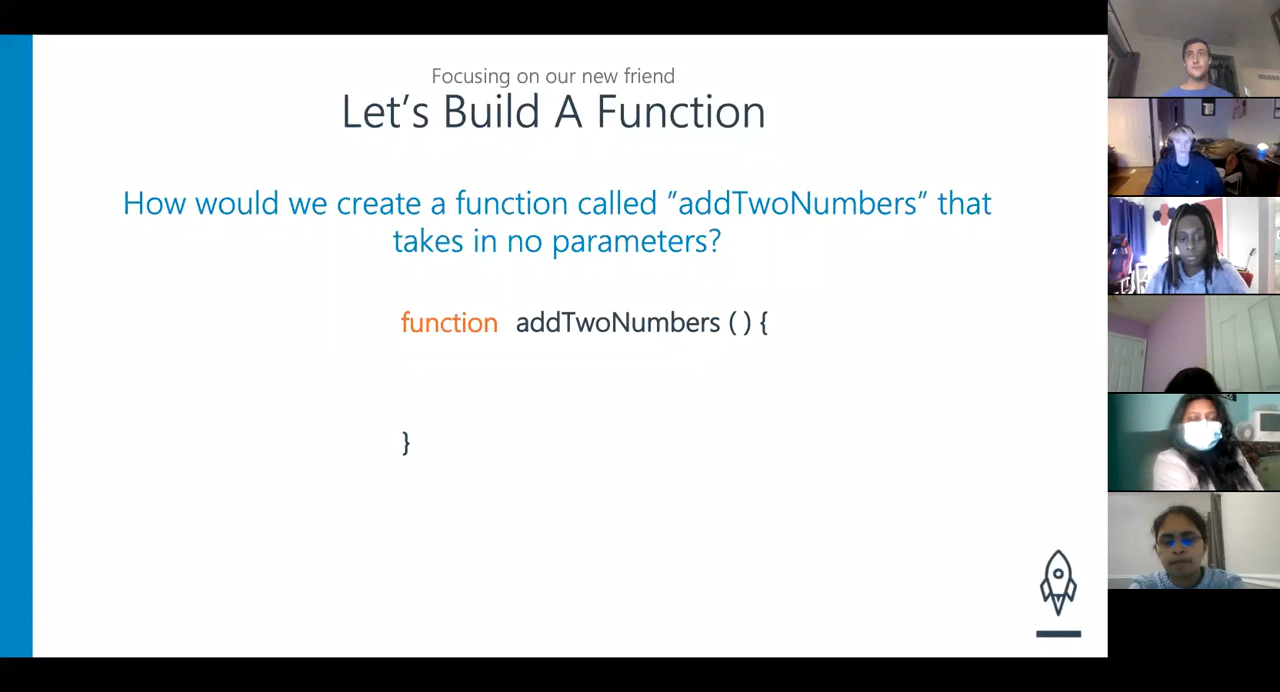 Focusing on our new friend
Let's Build A Function
How would we create a function called "addTwoNumbers" that
takes in no parameters?
function addTwoNumbers ( ) {
}